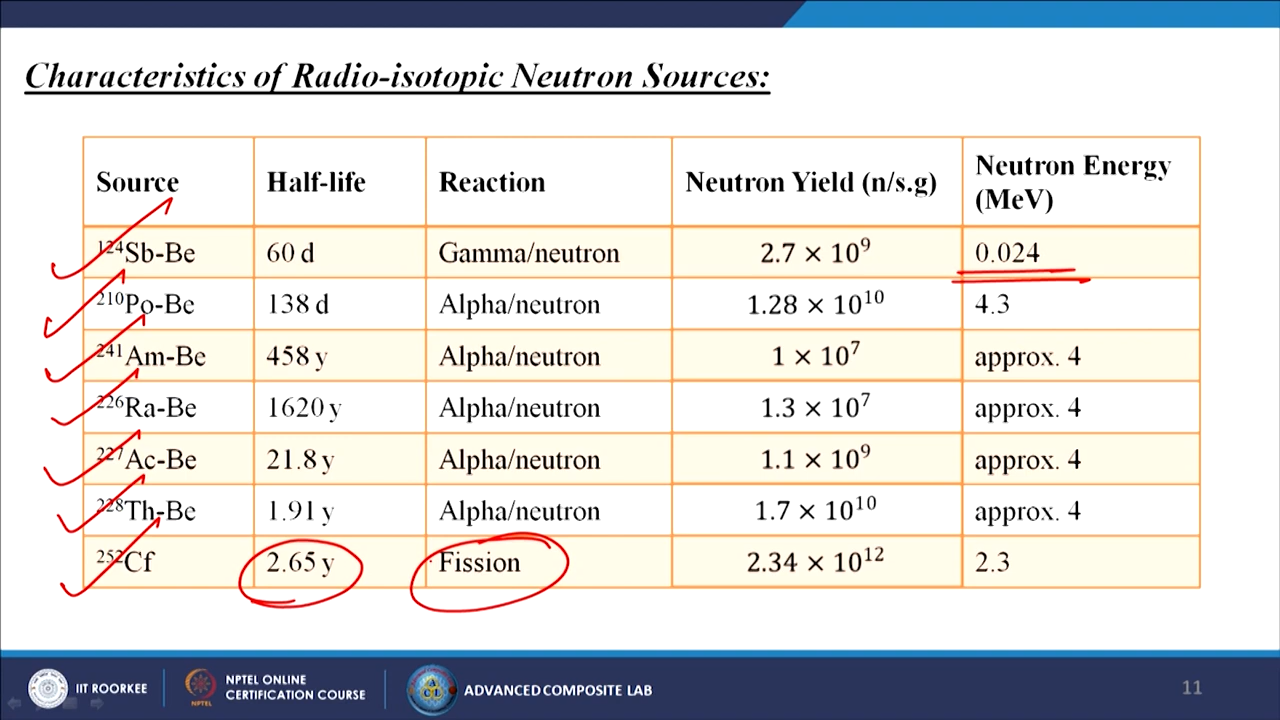 Characteristics of Radio-isotopic Neutron Sources:
Source Half-life Reaction Neutron Yield (n/s.g) Neutron Energy (MeV)
¹²⁴Sb-Be 60 d Gamma/neutron 2.7 × 10⁹ 0.024
²¹⁰Po-Be 138 d Alpha/neutron 1.28 × 10¹⁰ 4.3
²⁴¹Am-Be 458 y Alpha/neutron 1 × 10⁷ approx. 4
²²⁶Ra-Be 1620 y Alpha/neutron 1.3 × 10⁷ approx. 4
²²⁷Ac-Be 21.8 y Alpha/neutron 1.1 × 10⁹ approx. 4
²²⁸Th-Be 1.91 y Alpha/neutron 1.7 × 10¹⁰ approx. 4
²⁵²Cf 2.65 y Fission 2.34 × 10¹² 2.3
IIT ROORKEE
NPTEL ONLINE
CERTIFICATION COURSE
NPTEL
ADVANCED COMPOSITE LAB
11